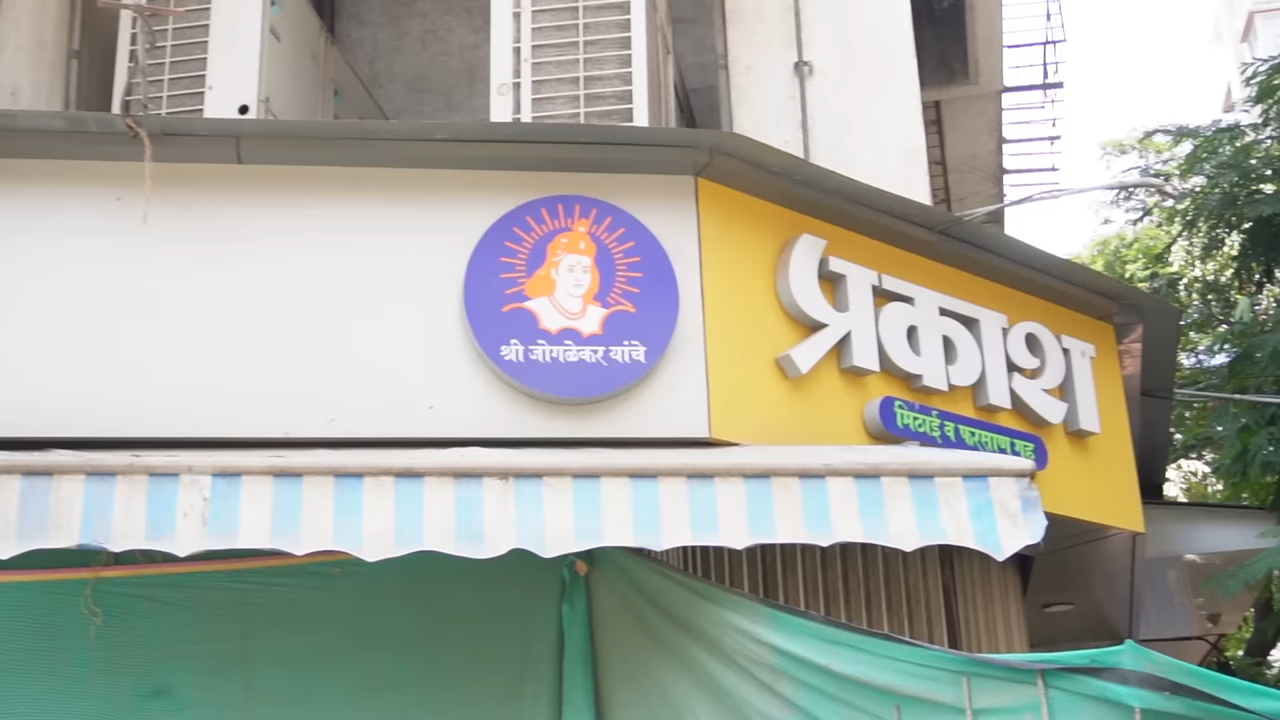 श्री जोगळेकर यांचे
प्रकाश
मिठाई व फरसाण गृह